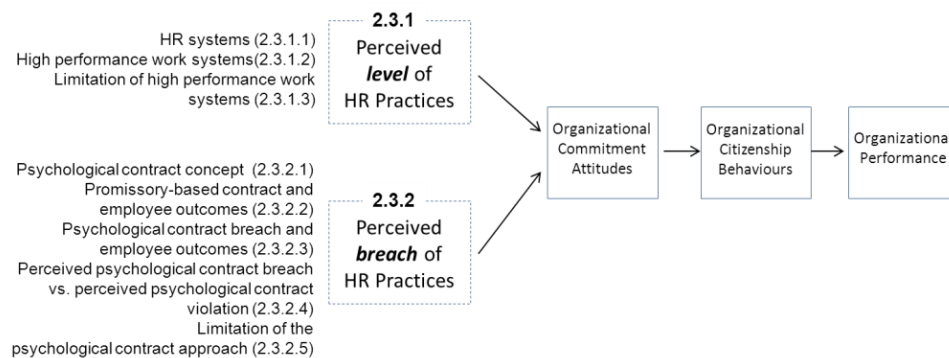 HR systems (2.3.1.1)
High performance work systems(2.3.1.2)
Limitation of high performance work
systems (2.3.1.3)
2.3.1
Perceived
level of
HR Practices
Psychological contract concept (2.3.2.1)
Promissory-based contract and
employee outcomes (2.3.2.2)
Psychological contract breach and
employee outcomes (2.3.2.3)
Perceived psychological contract breach
vs. perceived psychological contract
violation (2.3.2.4)
Limitation of the
psychological contract approach (2.3.2.5)
2.3.2
Perceived
breach of
HR Practices
Organizational
Commitment
Attitudes
Organizational
Citizenship
Behaviours
Organizationa
Performance